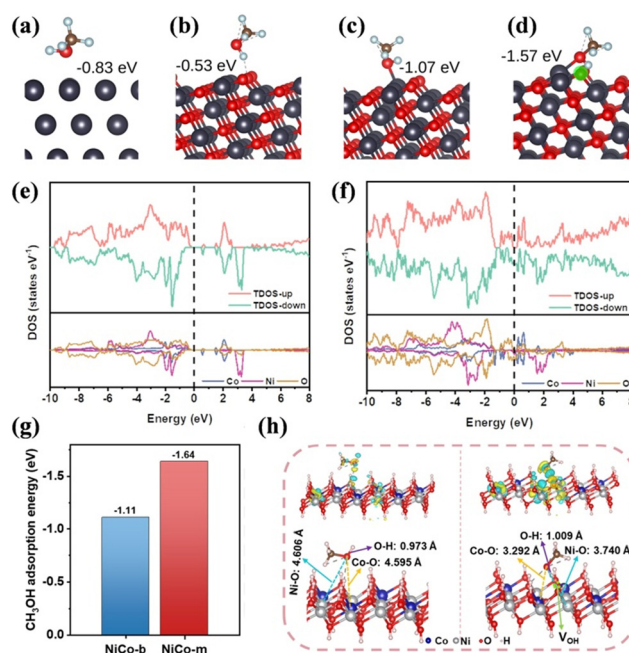 (a)
(b)
(c)
(d)
-0.83 eV
-0.53 eV
-1.07 eV
-1.57 eV
(e)
(f)
DOS (states eV⁻¹)
TDOS-up
TDOS-down
Co Ni O
-10 -8 -6 -4 -2 0 2 4 6 8
Energy (eV)
DOS (states eV⁻¹)
TDOS-up
TDOS-down
Co Ni O
-10 -8 -6 -4 -2 0 2 4 6 8
Energy (eV)
(g)
CH₃OH adsorption energy (eV)
-1.5
-1.0
-0.5
0.0
-1.11
-1.64
NiCo-b
NiCo-m
(h)
Ni-O: 4.606 Å
O-H: 0.973 Å
Co-O: 4.595 Å
O-H: 1.009 Å
Co-O: 3.292 Å
Ni-O: 3.740 Å
V_OH
Co Ni O H